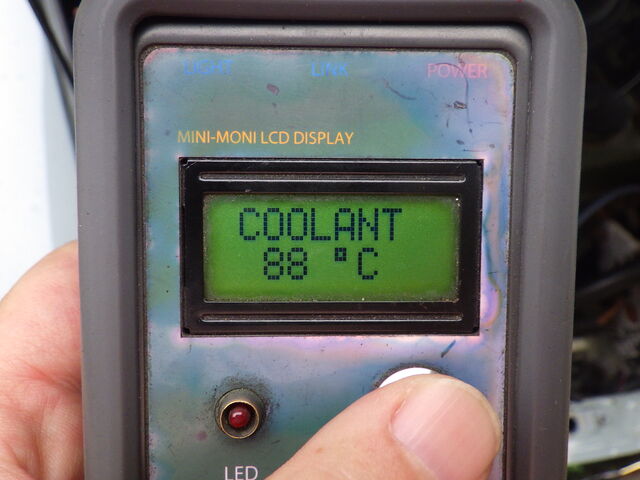 LIGHT LINK POWER
MINI-MONI LCD DISPLAY
COOLANT
88 °C
LED